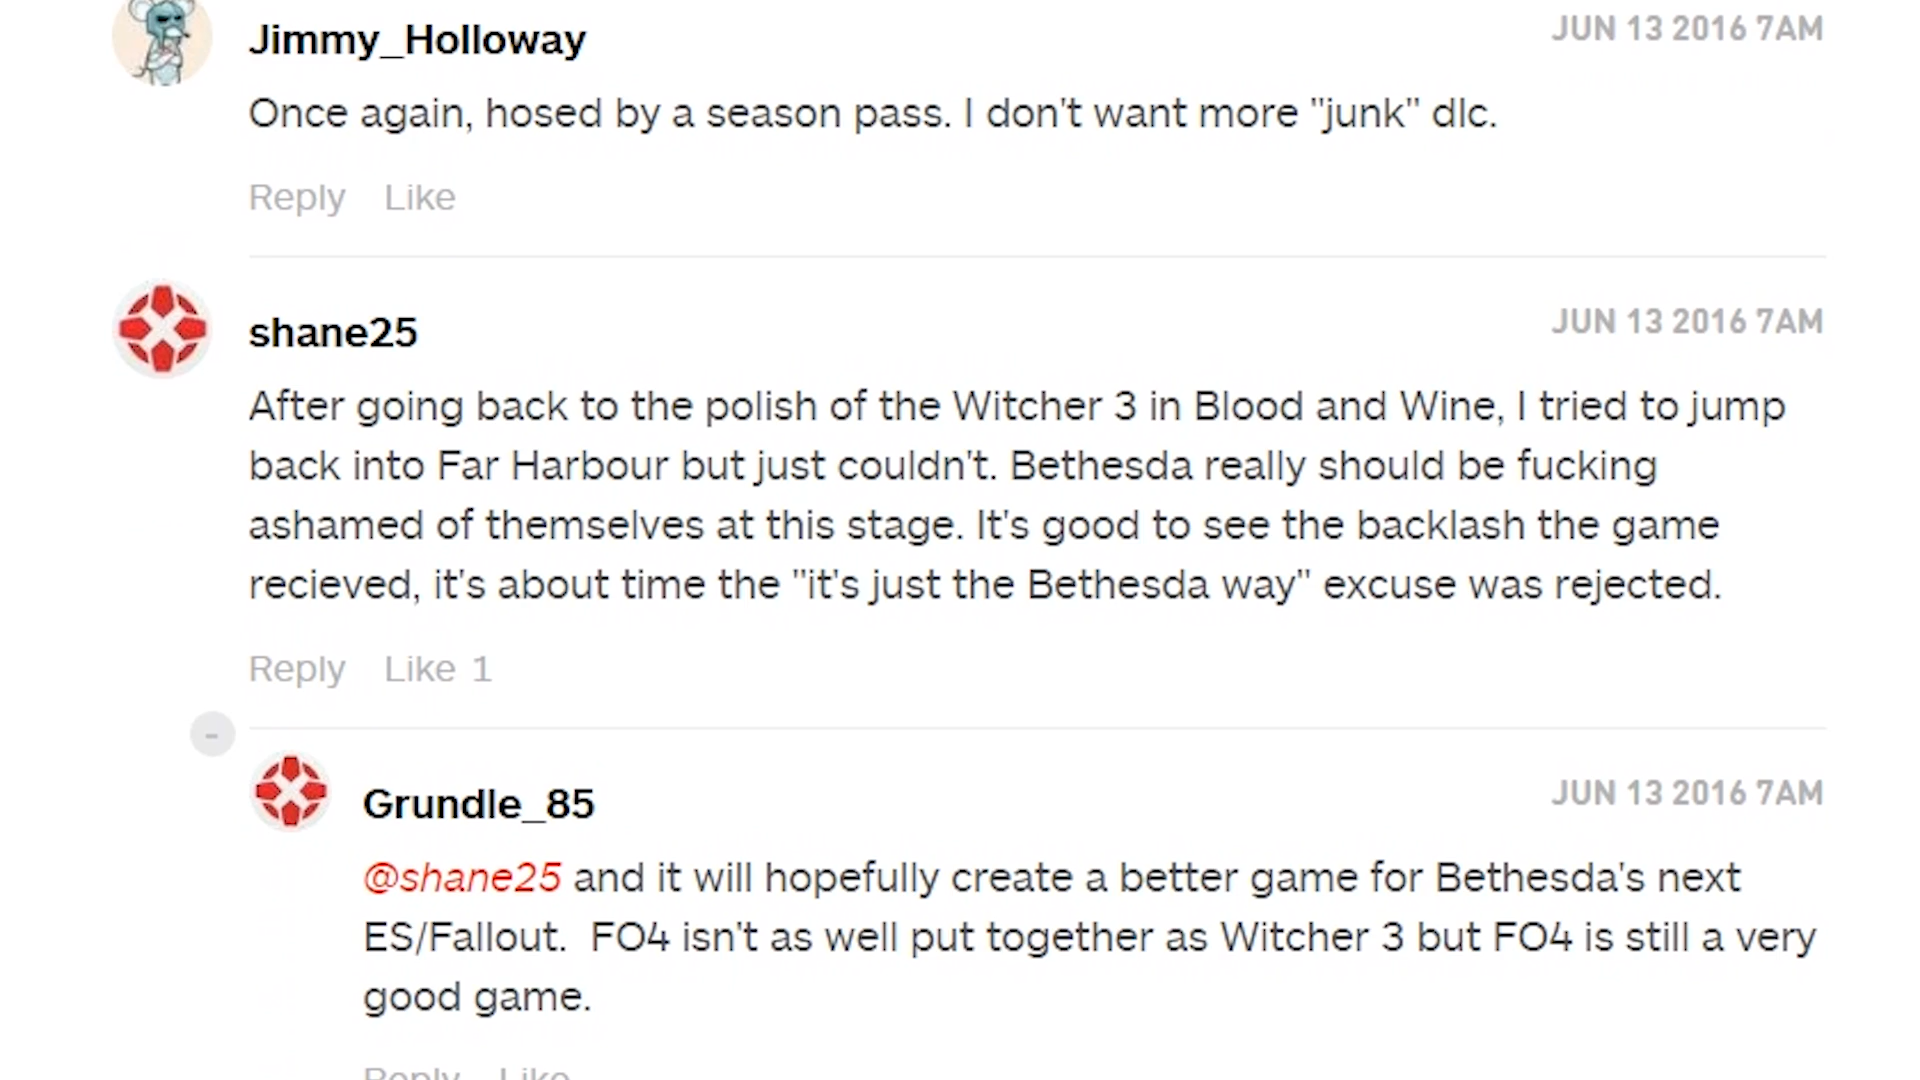 Jimmy_Holloway
JUN 13 2016 7AM
Once again, hosed by a season pass. I don't want more "junk" dlc.
Reply Like
shane25
JUN 13 2016 7AM
After going back to the polish of the Witcher 3 in Blood and Wine, I tried to jump
back into Far Harbour but just couldn't. Bethesda really should be fucking
ashamed of themselves at this stage. It's good to see the backlash the game
recieved, it's about time the "it's just the Bethesda way" excuse was rejected.
Reply Like 1
-
Grundle_85
JUN 13 2016 7AM
@shane25 and it will hopefully create a better game for Bethesda's next
ES/Fallout. FO4 isn't as well put together as Witcher 3 but FO4 is still a very
good game.
Reply Like